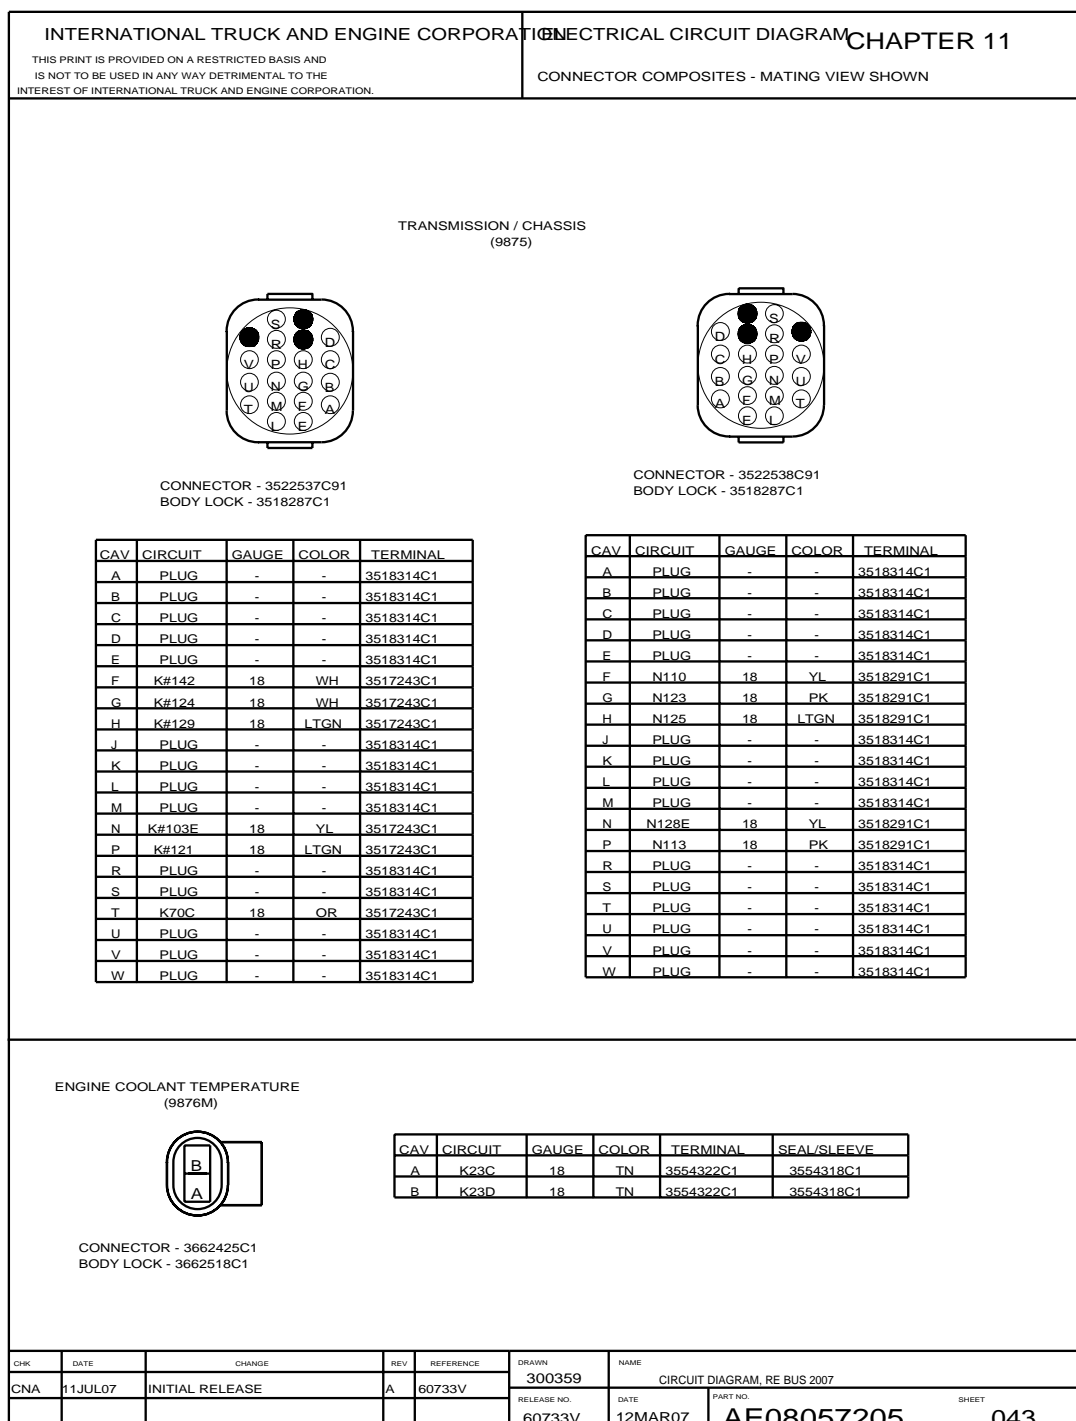 INTERNATIONAL TRUCK AND ENGINE CORPORATION
THIS PRINT IS PROVIDED ON A RESTRICTED BASIS AND
IS NOT TO BE USED IN ANY WAY DETRIMENTAL TO THE
INTEREST OF INTERNATIONAL TRUCK AND ENGINE CORPORATION.
ELECTRICAL CIRCUIT DIAGRAM
CHAPTER 11
CONNECTOR COMPOSITES - MATING VIEW SHOWN
TRANSMISSION / CHASSIS
(9875)
S
R D
V P H C
U N G B
T M F A
L E
CONNECTOR - 3522537C91
BODY LOCK - 3518287C1
CAV CIRCUIT GAUGE COLOR TERMINAL
A PLUG - - 3518314C1
B PLUG - - 3518314C1
C PLUG - - 3518314C1
D PLUG - - 3518314C1
E PLUG - - 3518314C1
F K#142 18 WH 3517243C1
G K#124 18 WH 3517243C1
H K#129 18 LTGN 3517243C1
J PLUG - - 3518314C1
K PLUG - - 3518314C1
L PLUG - - 3518314C1
M PLUG - - 3518314C1
N K#103E 18 YL 3517243C1
P K#121 18 LTGN 3517243C1
R PLUG - - 3518314C1
S PLUG - - 3518314C1
T K70C 18 OR 3517243C1
U PLUG - - 3518314C1
V PLUG - - 3518314C1
W PLUG - - 3518314C1
S
D R
C H P V
B G N U
A F M T
E L
CONNECTOR - 3522538C91
BODY LOCK - 3518287C1
CAV CIRCUIT GAUGE COLOR TERMINAL
A PLUG - - 3518314C1
B PLUG - - 3518314C1
C PLUG - - 3518314C1
D PLUG - - 3518314C1
E PLUG - - 3518314C1
F N110 18 YL 3518291C1
G N123 18 PK 3518291C1
H N125 18 LTGN 3518291C1
J PLUG - - 3518314C1
K PLUG - - 3518314C1
L PLUG - - 3518314C1
M PLUG - - 3518314C1
N N128E 18 YL 3518291C1
P N113 18 PK 3518291C1
R PLUG - - 3518314C1
S PLUG - - 3518314C1
T PLUG - - 3518314C1
U PLUG - - 3518314C1
V PLUG - - 3518314C1
W PLUG - - 3518314C1
ENGINE COOLANT TEMPERATURE
(9876M)
B
A
CONNECTOR - 3662425C1
BODY LOCK - 3662518C1
CAV CIRCUIT GAUGE COLOR TERMINAL SEAL/SLEEVE
A K23C 18 TN 3554322C1 3554318C1
B K23D 18 TN 3554322C1 3554318C1
CHK DATE CHANGE REV REFERENCE
CNA 11JUL07 INITIAL RELEASE A 60733V
DRAWN
300359
NAME
CIRCUIT DIAGRAM, RE BUS 2007
RELEASE NO.
60733V
DATE
12MAR07
PART NO.
AE08057205
SHEET
043